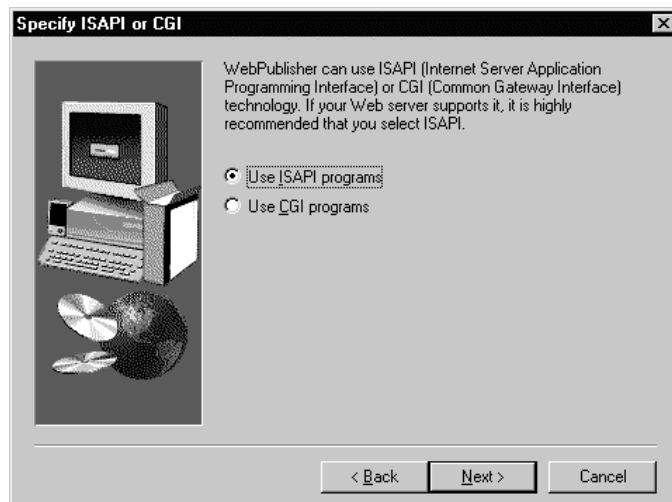 Specify ISAPI or CGI
WebPublisher can use ISAPI (Internet Server Application
Programming Interface) or CGI (Common Gateway Interface)
technology. If your Web server supports it, it is highly
recommended that you select ISAPI.
Use ISAPI programs
Use CGI programs
< Back
Next >
Cancel